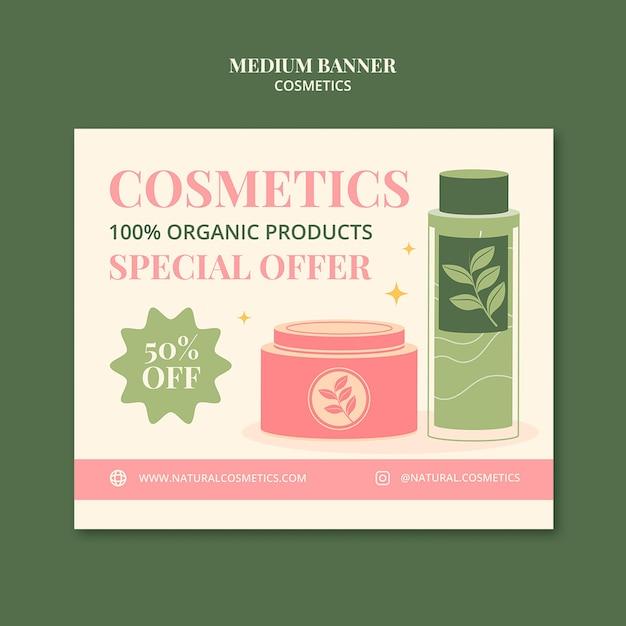 MEDIUM BANNER
COSMETICS
COSMETICS
100% ORGANIC PRODUCTS
SPECIAL OFFER
50%
OFF
WWW.NATURALCOSMETICS.COM
@NATURAL.COSMETICS